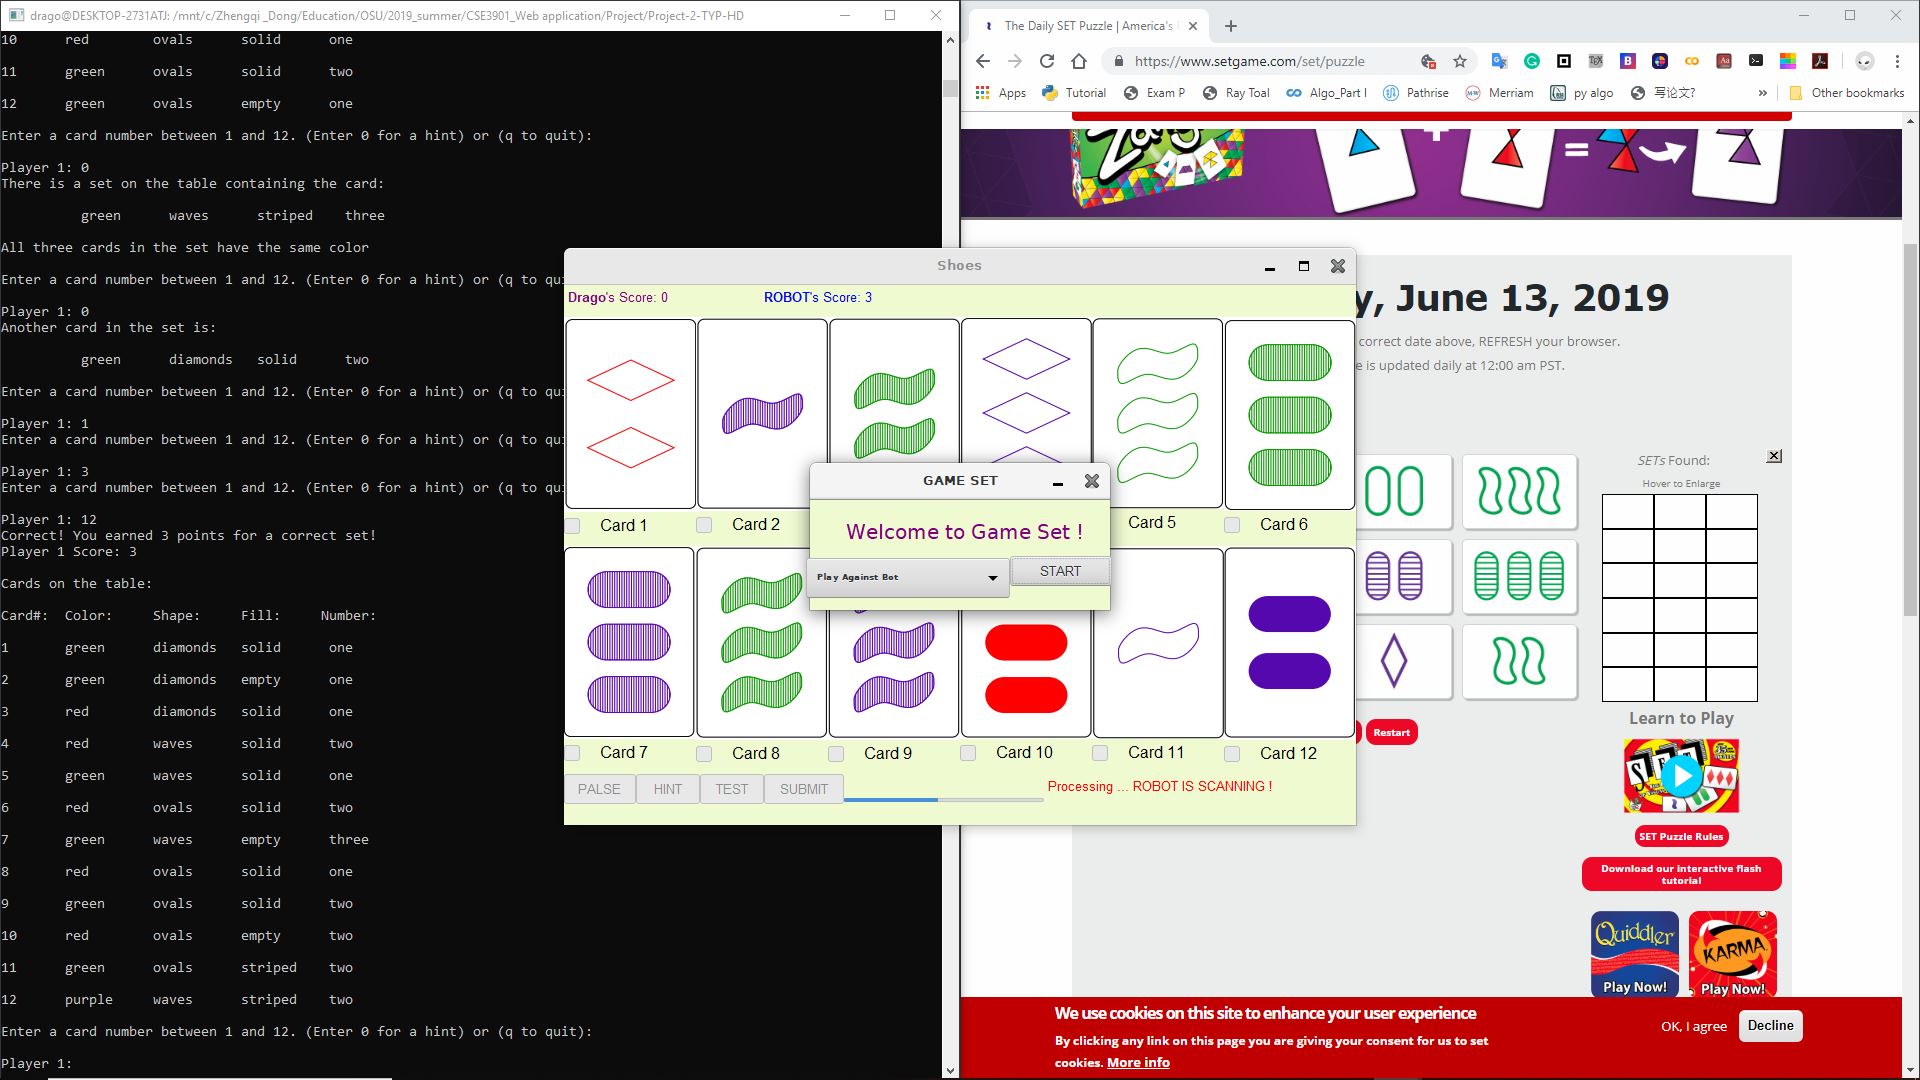 drago@DESKTOP-2731ATJ: /mnt/c/Zhengqi _Dong/Education/OSU/2019_summer/CSE3901_Web application/Project/Project-2-TYP-HD
10 red ovals solid one
11 green ovals solid two
12 green ovals empty one
Enter a card number between 1 and 12. (Enter 0 for a hint) or (q to quit):
Player 1: 0
There is a set on the table containing the card:
green waves striped three
All three cards in the set have the same color
Enter a card number between 1 and 12. (Enter 0 for a hint) or (q to qui
Player 1: 0
Another card in the set is:
green diamonds solid two
Enter a card number between 1 and 12. (Enter 0 for a hint) or (q to qui
Player 1: 1
Enter a card number between 1 and 12. (Enter 0 for a hint) or (q to qui
Player 1: 3
Enter a card number between 1 and 12. (Enter 0 for a hint) or (q to qui
Player 1: 12
Correct! You earned 3 points for a correct set!
Player 1 Score: 3
Cards on the table:
Card#: Color: Shape: Fill: Number:
1 green diamonds solid one
2 green diamonds empty one
3 red diamonds solid one
4 red waves solid two
5 green waves solid one
6 red ovals solid two
7 green waves empty three
8 red ovals solid one
9 green ovals solid two
10 red ovals empty two
11 green ovals striped two
12 purple waves striped two
Enter a card number between 1 and 12. (Enter 0 for a hint) or (q to quit):
Player 1:
Shoes
Drago's Score: 0 ROBOT's Score: 3
Card 1 Card 2 Card 5 Card 6
GAME SET
Welcome to Game Set !
Play Against Bot START
Card 7 Card 8 Card 9 Card 10 Card 11 Card 12
PALSE HINT TEST SUBMIT Processing ... ROBOT IS SCANNING !
The Daily SET Puzzle | America's
https://www.setgame.com/set/puzzle
Apps Tutorial Exam P Ray Toal Algo_Part I Pathrise Merriam py algo 写论文? » Other bookmarks
y, June 13, 2019
correct date above, REFRESH your browser.
e is updated daily at 12:00 am PST.
SETs Found:
Hover to Enlarge
Restart
Learn to Play
SET
SET Puzzle Rules
Download our interactive flash
tutorial
Quiddler
Play Now!
KARMA
Play Now!
We use cookies on this site to enhance your user experience
By clicking any link on this page you are giving your consent for us to set
cookies. More info
OK, I agree Decline